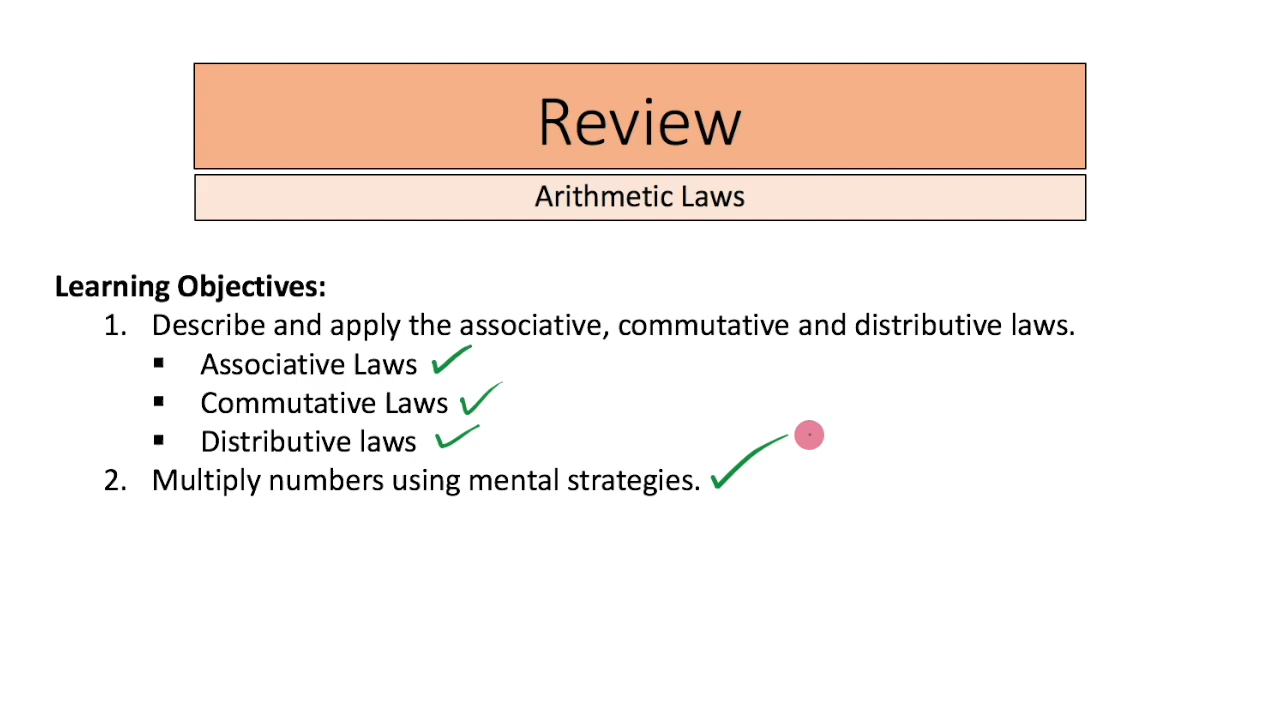 Review
Arithmetic Laws
Learning Objectives:
1. Describe and apply the associative, commutative and distributive laws.
▪ Associative Laws
▪ Commutative Laws
▪ Distributive laws
2. Multiply numbers using mental strategies.